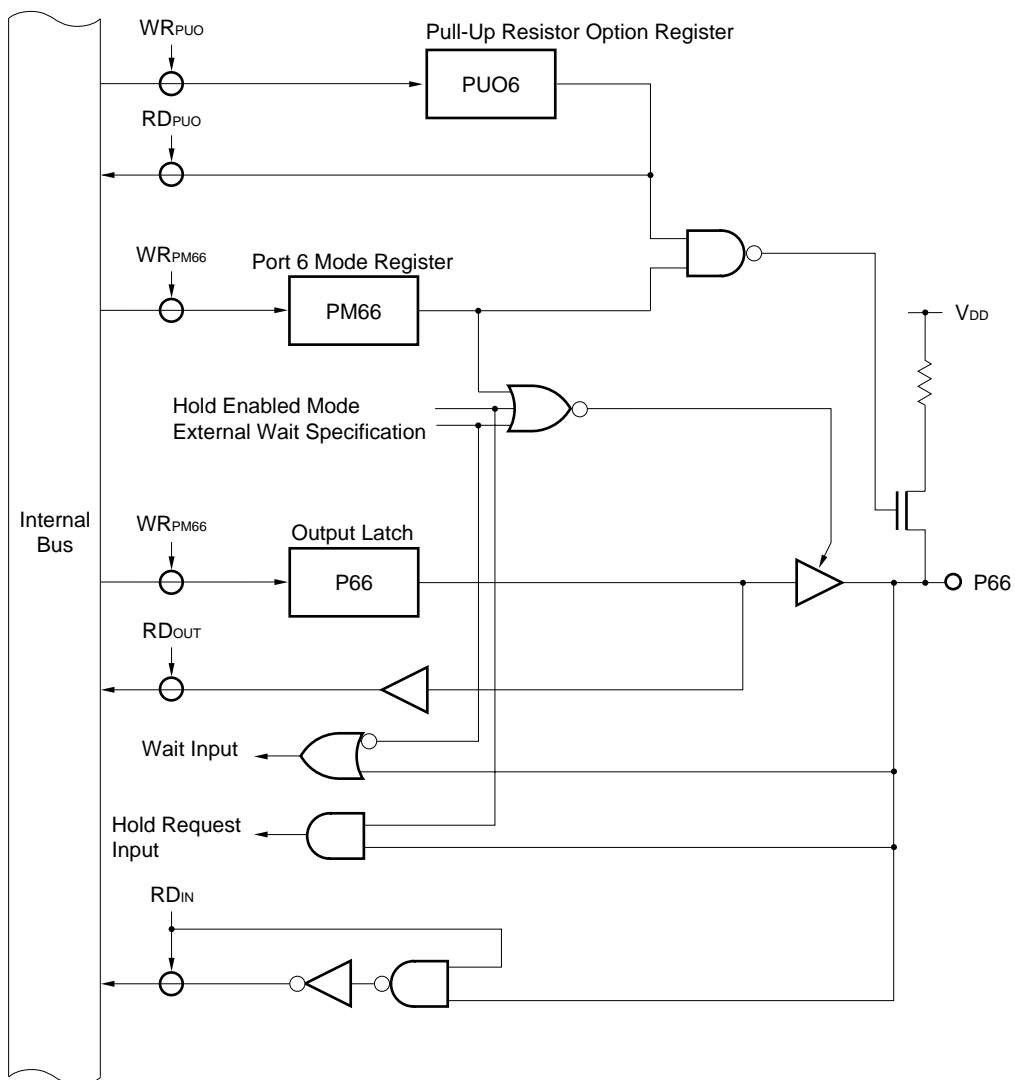 WRPUO
Pull-Up Resistor Option Register
PUO6
RDPUO
WRPM66
Port 6 Mode Register
PM66
VDD
Hold Enabled Mode
External Wait Specification
Internal
Bus
WRPM66
Output Latch
P66
P66
RDOUT
Wait Input
Hold Request
Input
RDIN